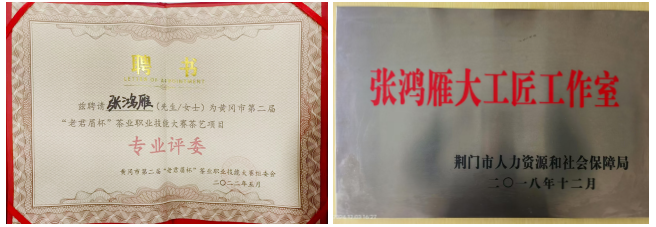 聘 书
LETTER OF APPOINTMENT
兹聘请 张鸿雁 (先生/女士) 为黄冈市第二届
“老君眉杯”茶业职业技能大赛茶艺项目
专业评委
黄冈市第二届“老君眉杯”茶业职业技能大赛组委会
二〇二二年五月
张鸿雁大工匠工作室
荆门市人力资源和社会保障局
二〇一八年十二月